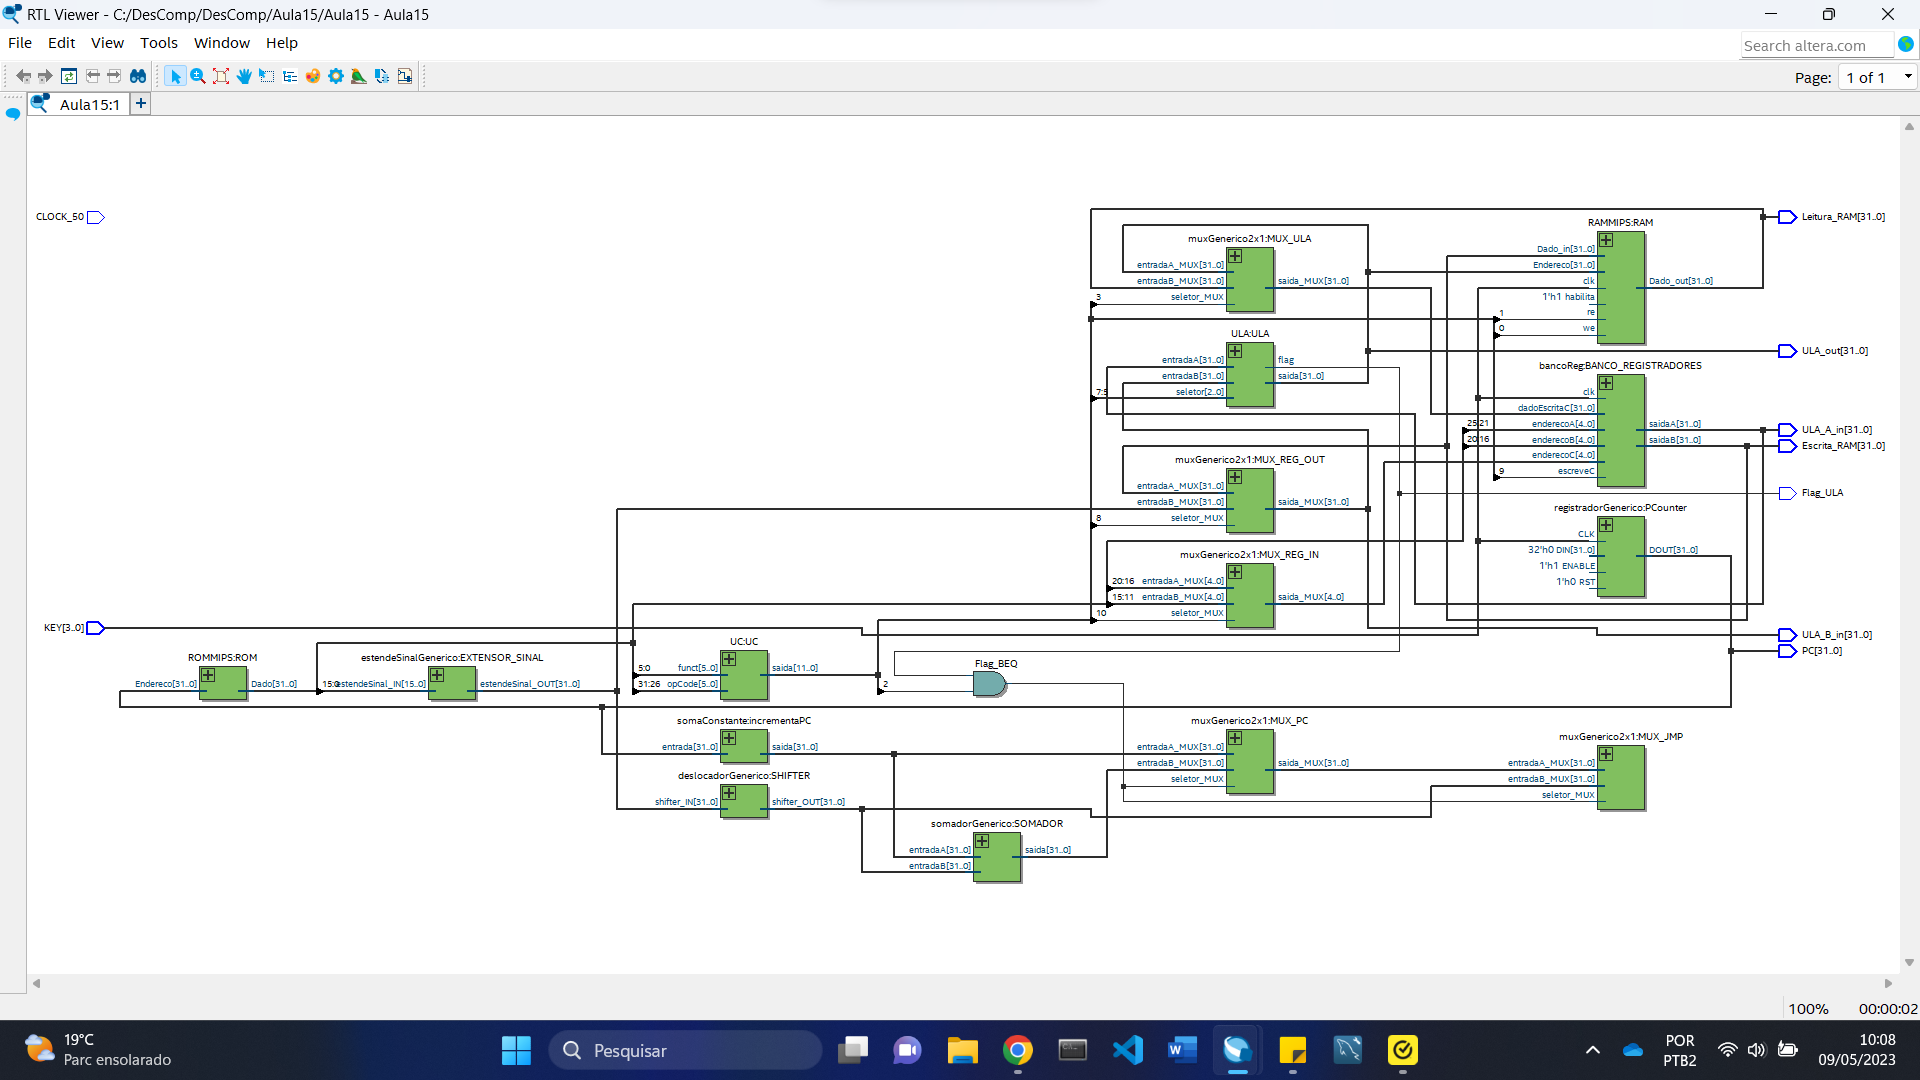 RTL Viewer - C:/DesComp/DesComp/Aula15/Aula15 - Aula15
File Edit View Tools Window Help
Search altera.com
Page: 1 of 1
Aula15:1
CLOCK_50
KEY[3..0]
ROMMIPS:ROM
Endereco[31..0] Dado[31..0]
estendeSinalGenerico:EXTENSOR_SINAL
15:0 estendeSinal_IN[15..0] estendeSinal_OUT[31..0]
UC:UC
5:0 funct[5..0] saida[11..0]
31:26 opCode[5..0]
somaConstante:incrementaPC
entrada[31..0] saida[31..0]
deslocadorGenerico:SHIFTER
shifter_IN[31..0] shifter_OUT[31..0]
Flag_BEQ
2
somadorGenerico:SOMADOR
entradaA[31..0] saida[31..0]
entradaB[31..0]
muxGenerico2x1:MUX_ULA
entradaA_MUX[31..0]
entradaB_MUX[31..0] saida_MUX[31..0]
3 seletor_MUX
ULA:ULA
entradaA[31..0] flag
entradaB[31..0] saida[31..0]
7:5 seletor[2..0]
muxGenerico2x1:MUX_REG_OUT
entradaA_MUX[31..0]
entradaB_MUX[31..0] saida_MUX[31..0]
8 seletor_MUX
muxGenerico2x1:MUX_REG_IN
20:16 entradaA_MUX[4..0]
15:11 entradaB_MUX[4..0] saida_MUX[4..0]
10 seletor_MUX
muxGenerico2x1:MUX_PC
entradaA_MUX[31..0]
entradaB_MUX[31..0] saida_MUX[31..0]
seletor_MUX
RAMMIPS:RAM
Dado_in[31..0]
Endereco[31..0]
clk Dado_out[31..0]
1'h1 habilita
1 re
0 we
bancoReg:BANCO_REGISTRADORES
clk
dadoEscritaC[31..0]
25:21 enderecoA[4..0] saidaA[31..0]
20:16 enderecoB[4..0] saidaB[31..0]
enderecoC[4..0]
9 escreveC
registradorGenerico:PCounter
CLK
32'h0 DIN[31..0] DOUT[31..0]
1'h1 ENABLE
1'h0 RST
muxGenerico2x1:MUX_JMP
entradaA_MUX[31..0]
entradaB_MUX[31..0]
seletor_MUX
Leitura_RAM[31..0]
ULA_out[31..0]
ULA_A_in[31..0]
Escrita_RAM[31..0]
Flag_ULA
ULA_B_in[31..0]
PC[31..0]
100% 00:00:02
19°C
Parc ensolarado
Pesquisar
POR
PTB2
10:08
09/05/2023